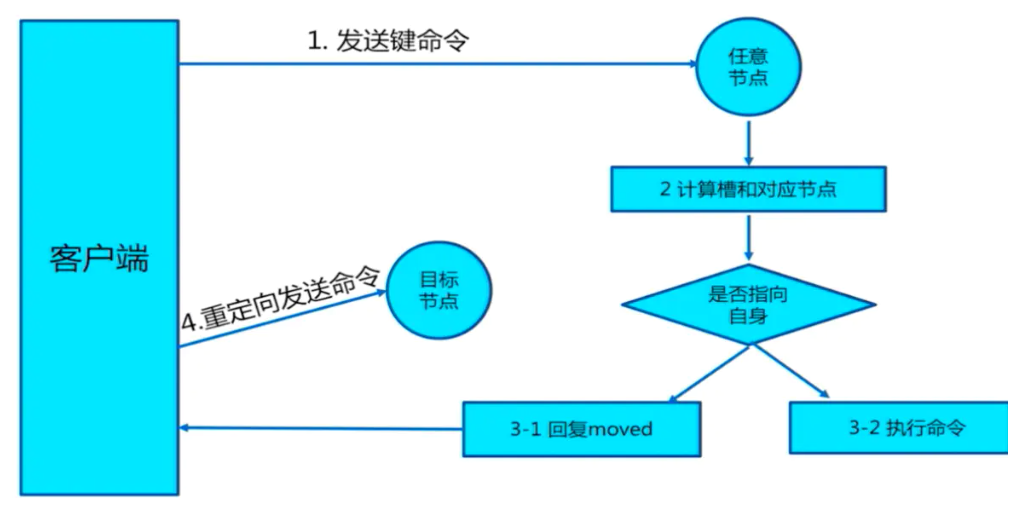 1. 发送键命令
任意
节点
2 计算槽和对应节点
客户端
4.重定向发送命令
目标
节点
是否指向
自身
3-1 回复moved
3-2 执行命令